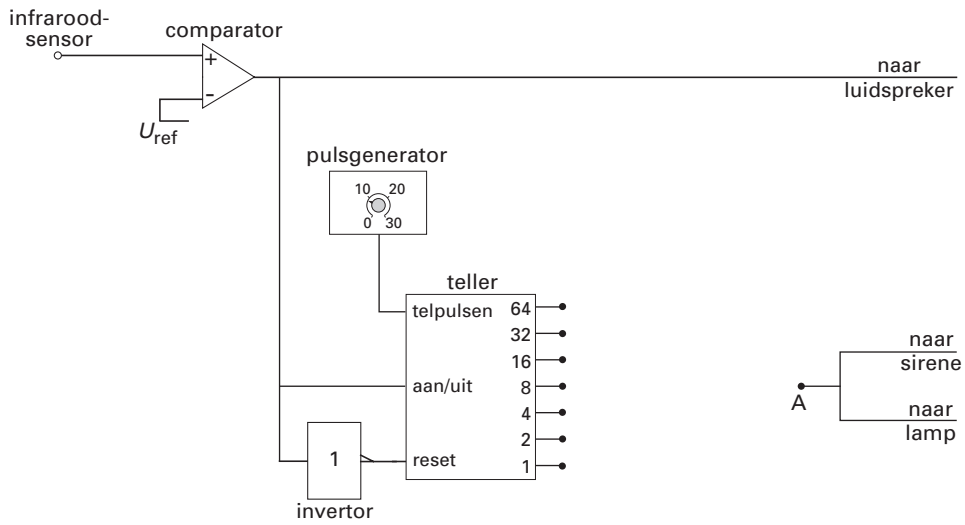 infrarood-
sensor
comparator
+
-
U ref
naar
luidspreker
pulsgenerator
10 20
0 30
teller
telpulsen 64
32
16
aan/uit 8
4
2
reset 1
1
invertor
A
naar
sirene
naar
lamp